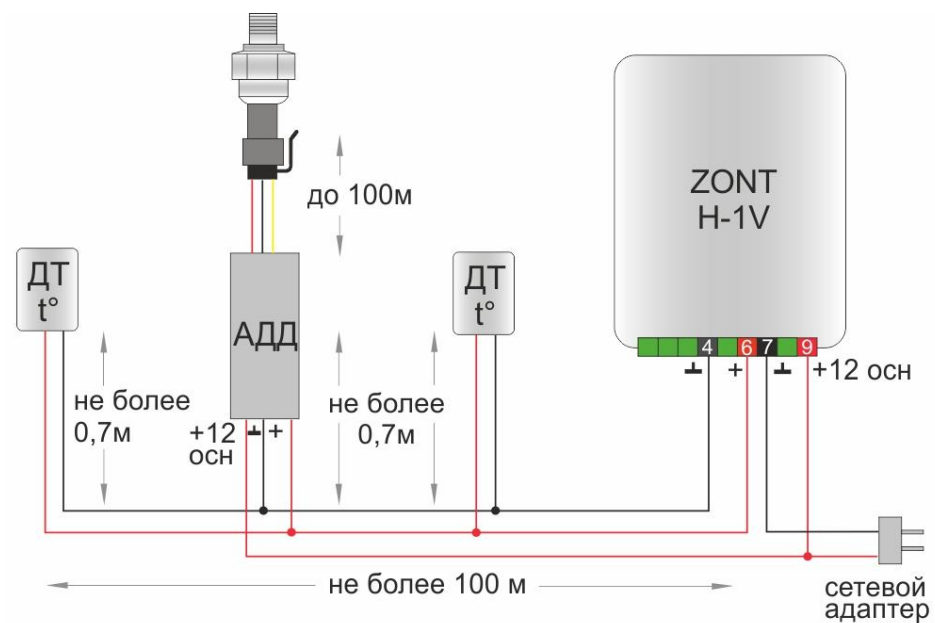 до 100м
ZONT
H-1V
ДТ
t°
АДД
ДТ
t°
4 6 7 9
+ +12 осн
не более
0,7м
+12
осн
+
не более
0,7м
не более 100 м
сетевой
адаптер